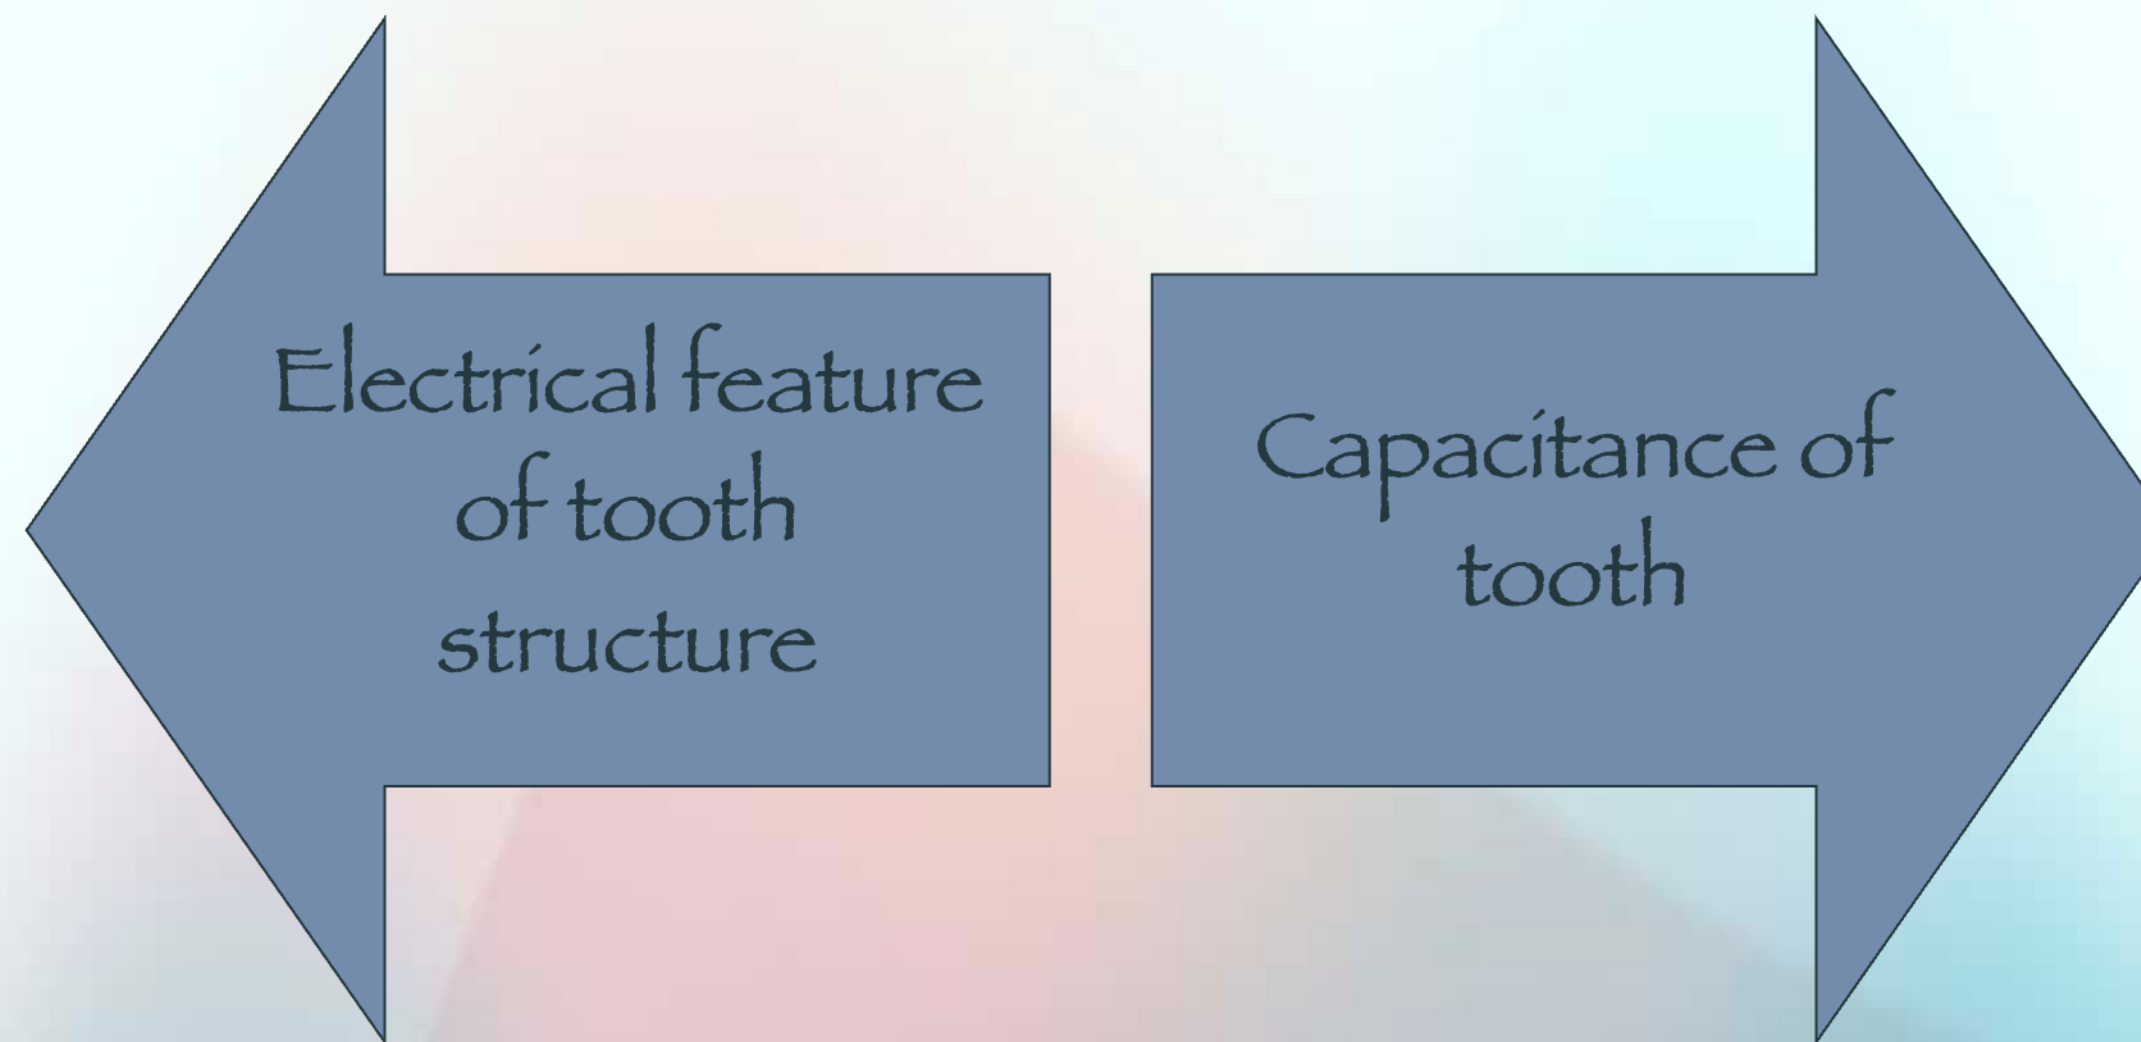 Electrical feature
of tooth
structure
Capacitance of
tooth